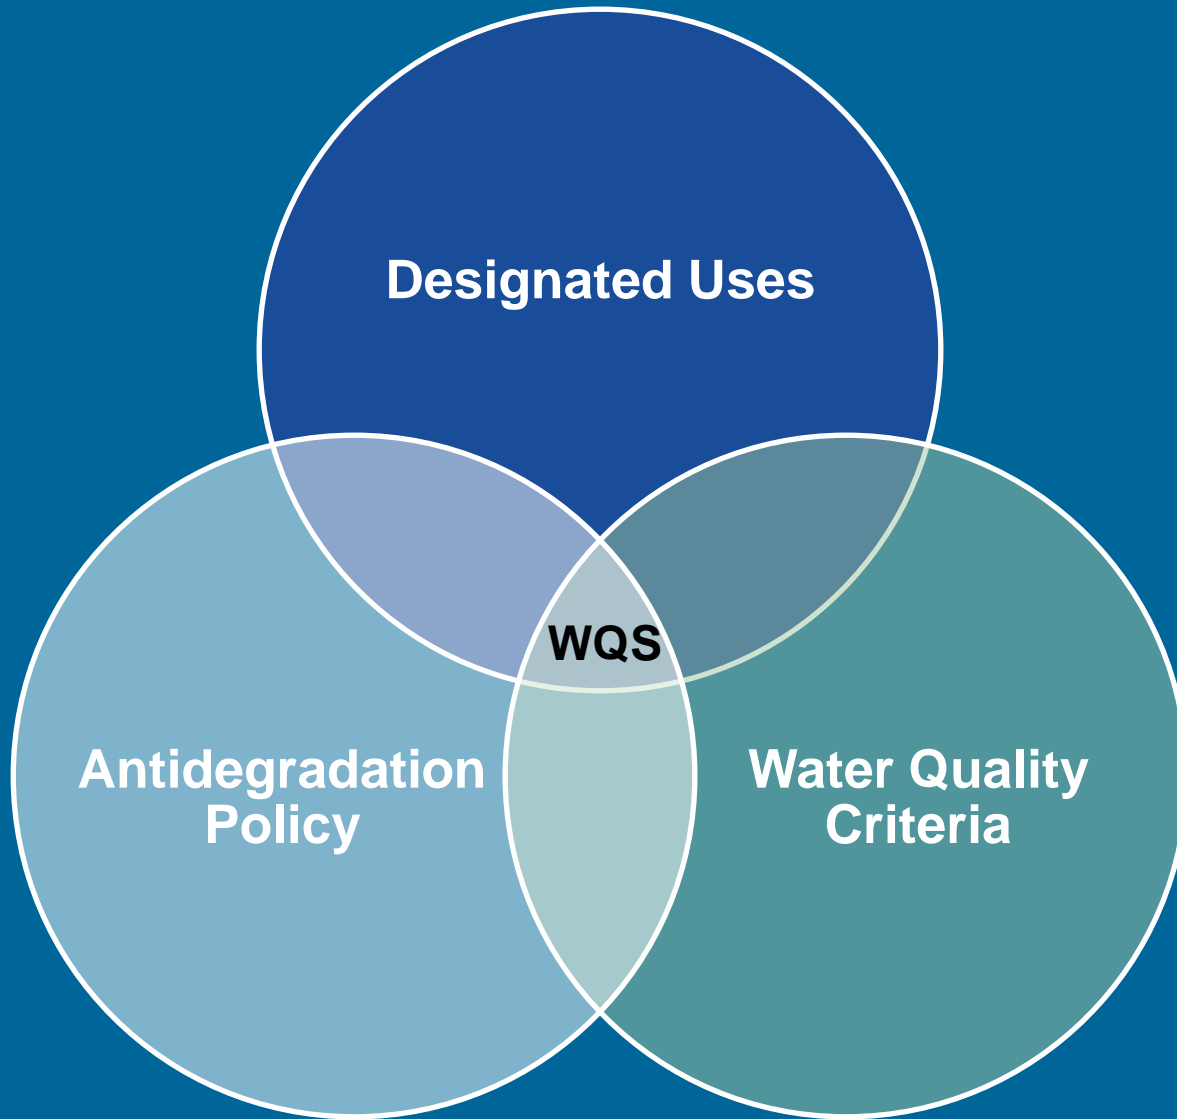 Designated Uses
WQS
Antidegradation
Policy
Water Quality
Criteria